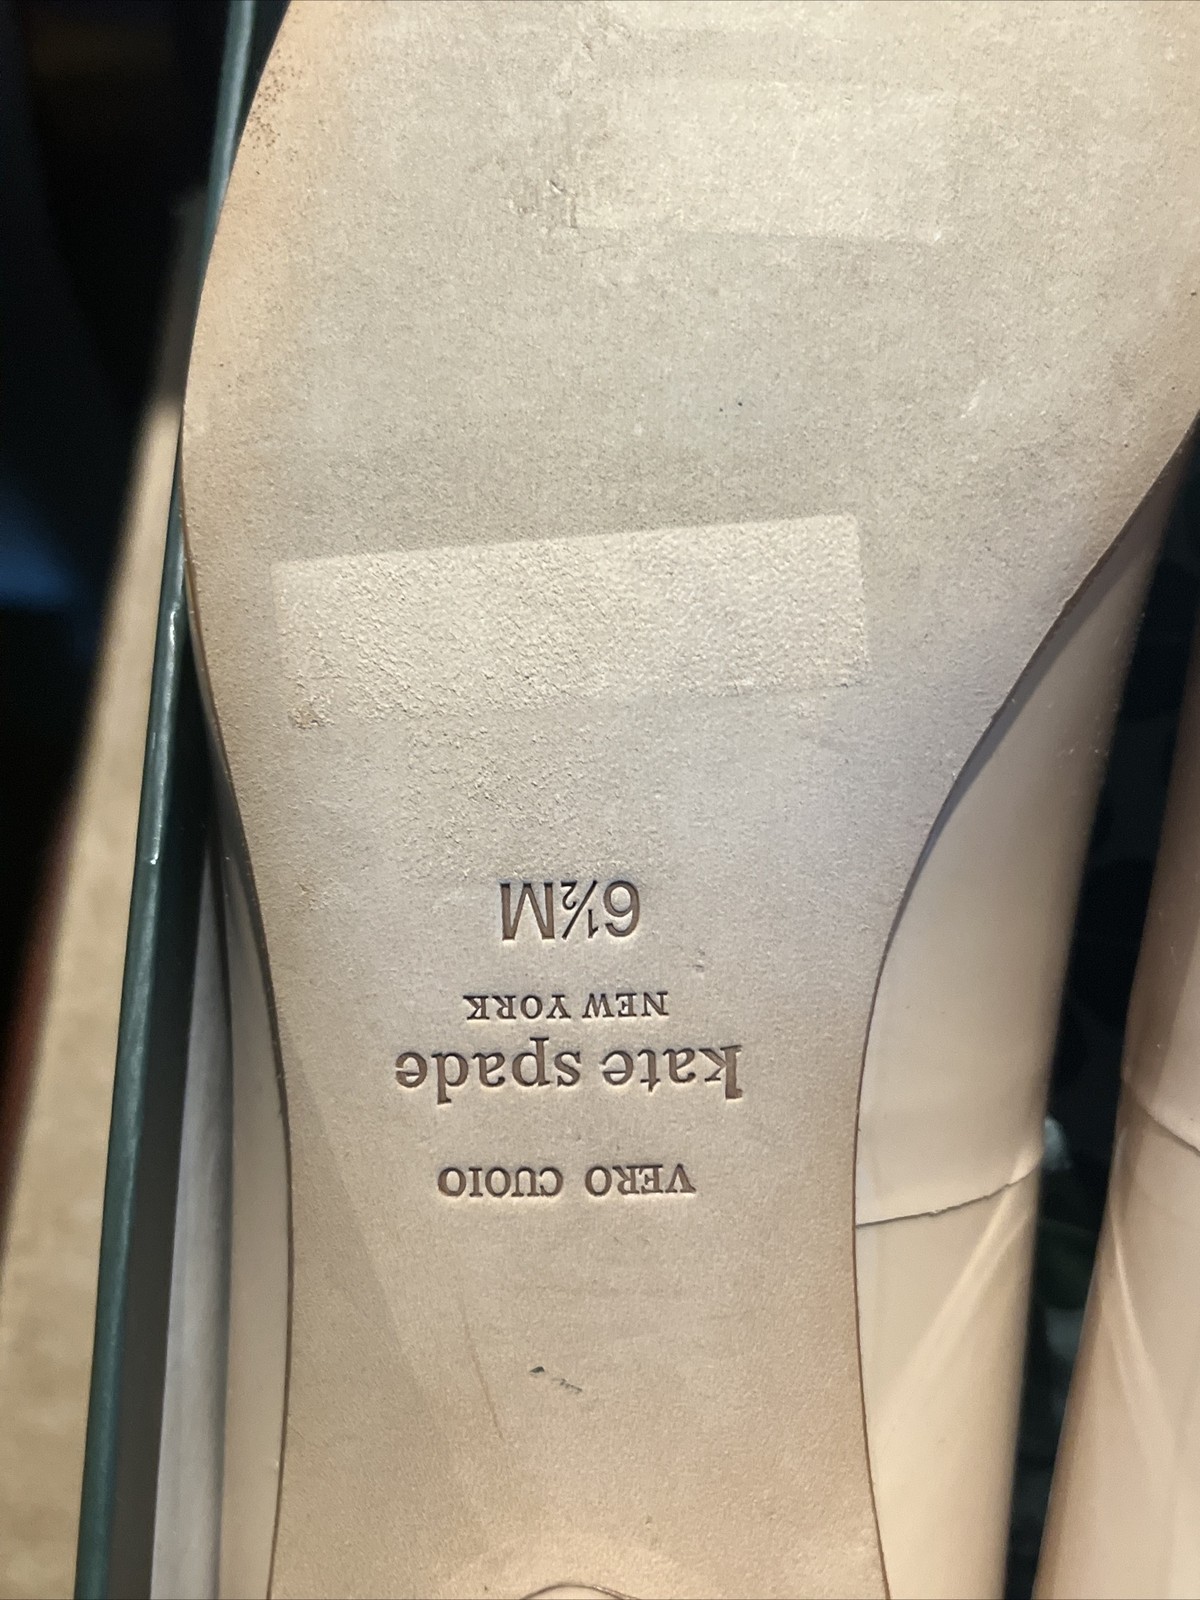 VERO CUOIO
kate spade
NEW YORK
6½M